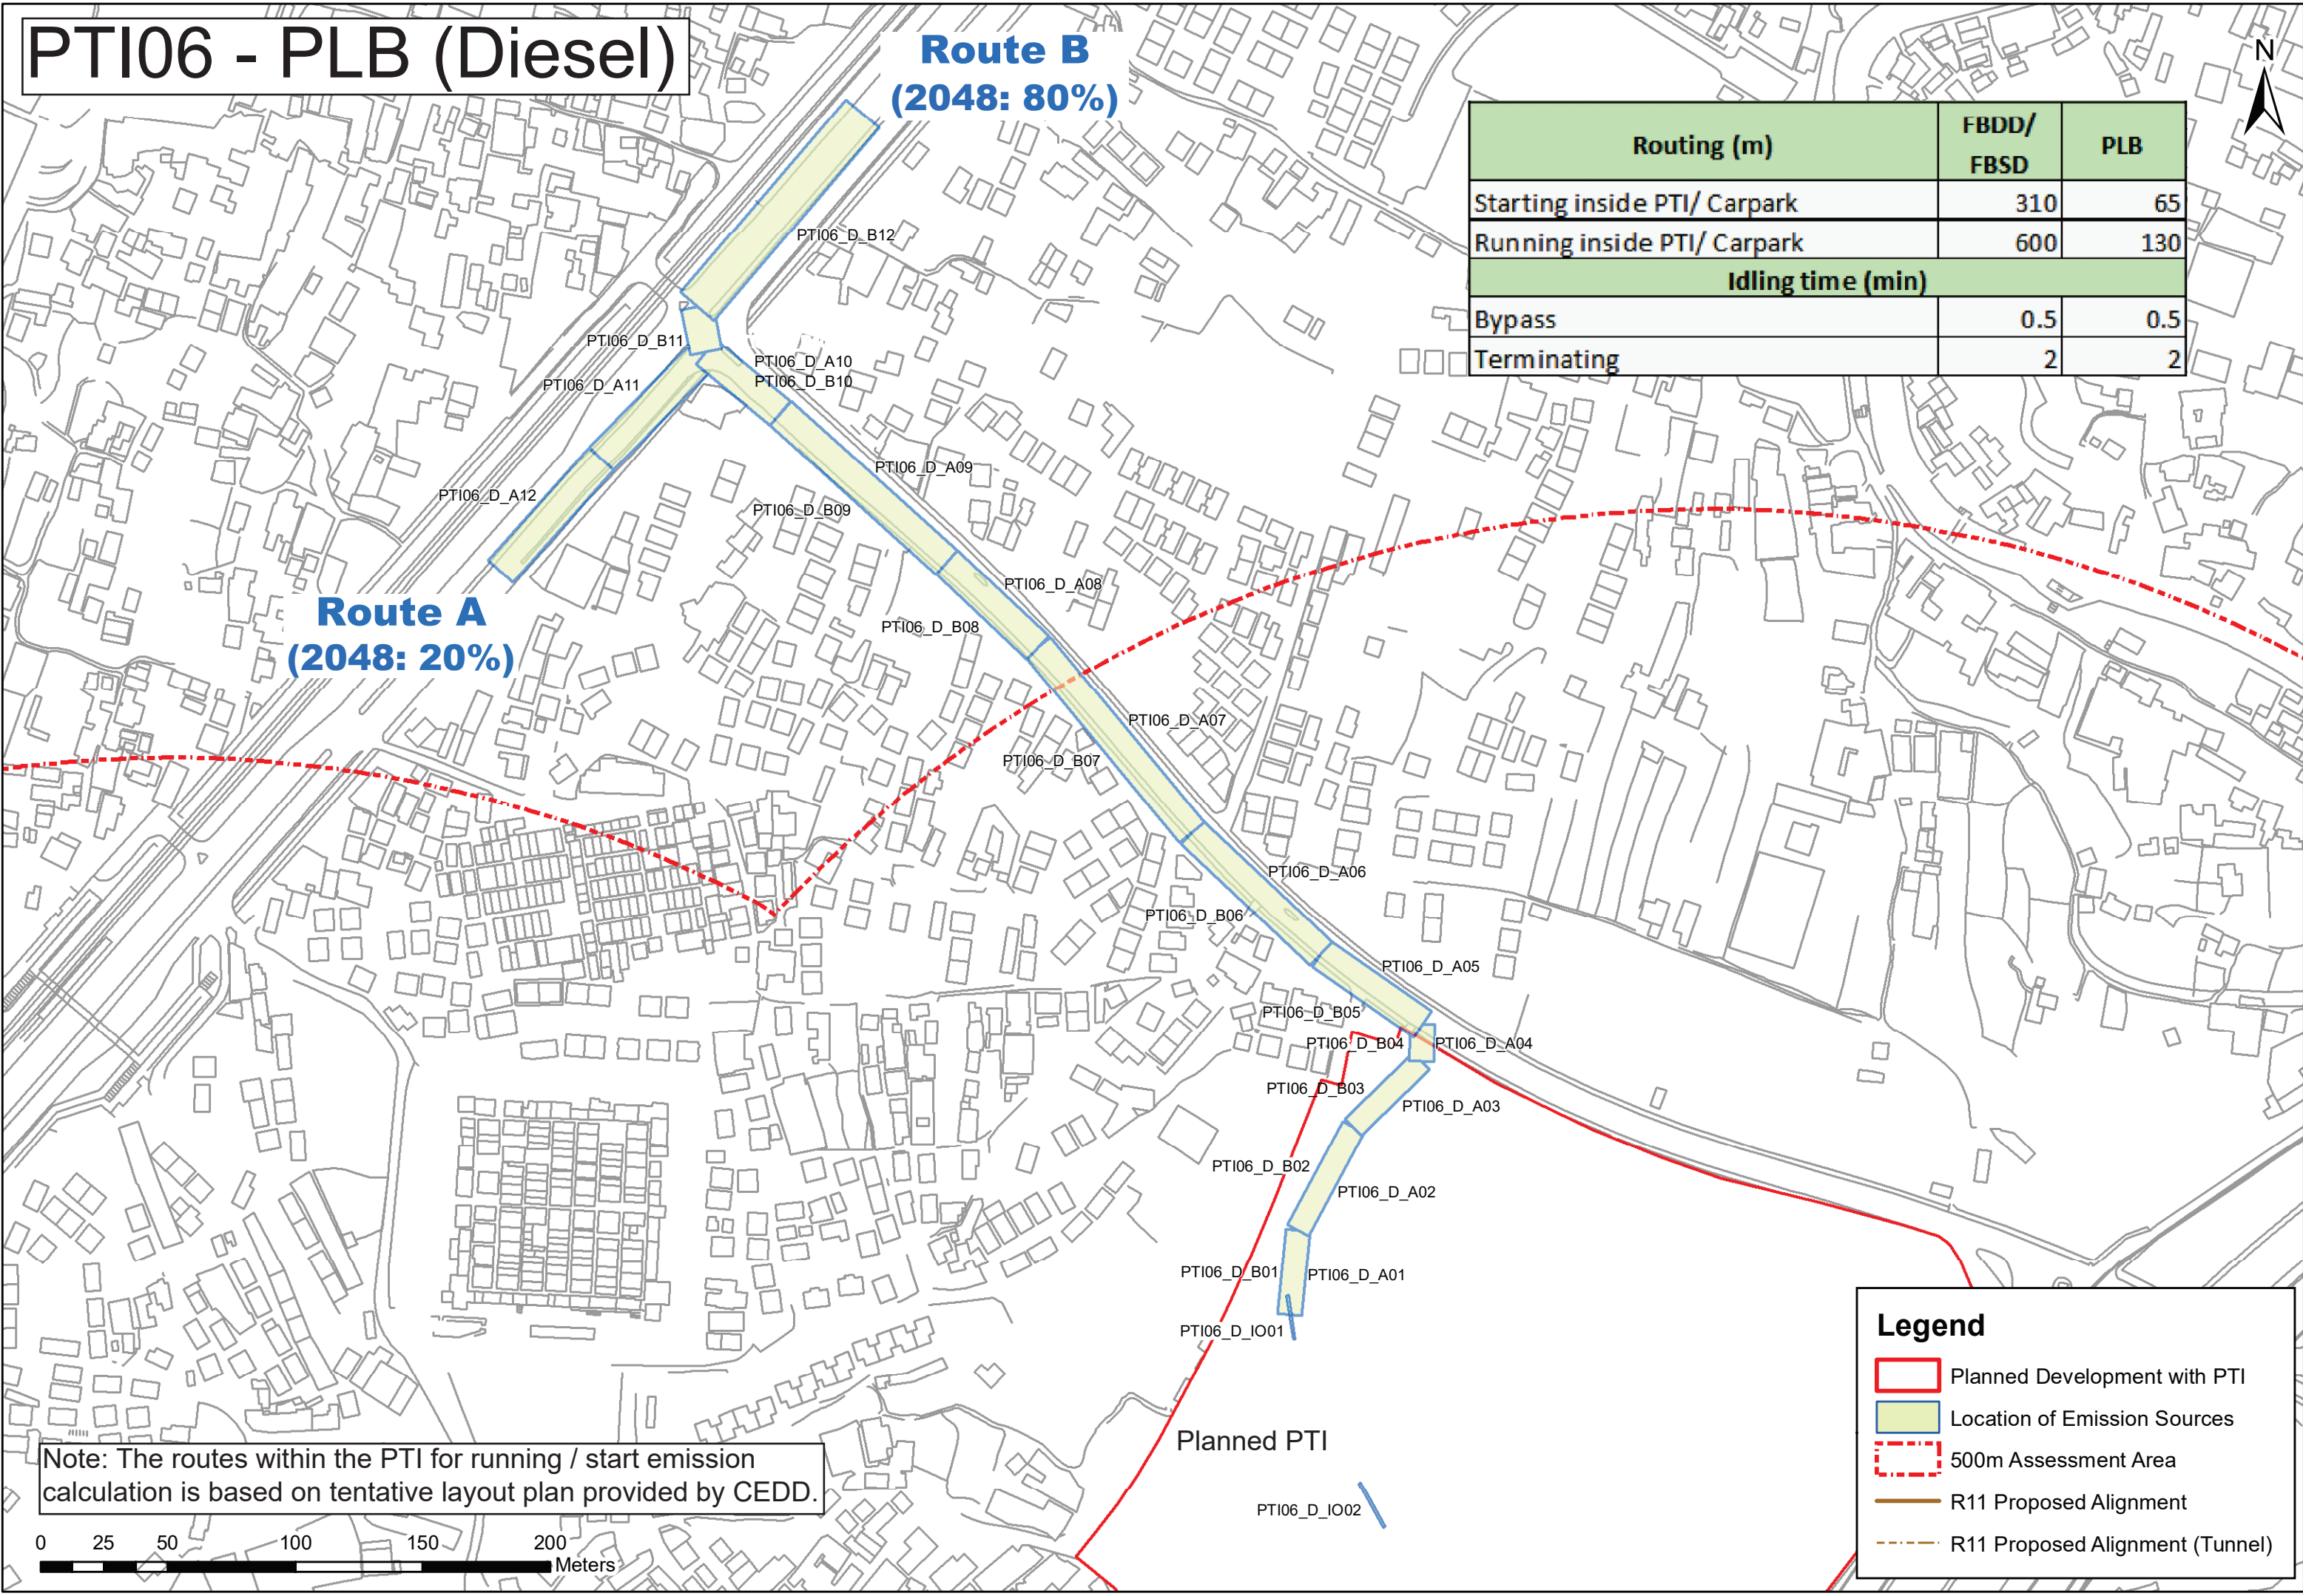 PTI06 - PLB (Diesel)
Route B
(2048: 80%)
N
Routing (m)
FBDD/
FBSD
PLB
Starting inside PTI/ Carpark 310 65
Running inside PTI/ Carpark 600 130
Idling time (min)
Bypass 0.5 0.5
Terminating 2 2
PTI06_D_B12
PTI06_D_B11
PTI06_D_A10
PTI06_D_B10
PTI06_D_A11
PTI06_D_A09
PTI06_D_A12
PTI06_D_B09
PTI06_D_A08
Route A
(2048: 20%)
PTI06_D_B08
PTI06_D_A07
PTI06_D_B07
PTI06_D_A06
PTI06_D_B06
PTI06_D_A05
PTI06_D_B05
PTI06_D_B04
PTI06_D_A04
PTI06_D_B03
PTI06_D_A03
PTI06_D_B02
PTI06_D_A02
PTI06_D_B01
PTI06_D_A01
PTI06_D_IO01
Planned PTI
PTI06_D_IO02
Legend
Planned Development with PTI
Location of Emission Sources
500m Assessment Area
R11 Proposed Alignment
R11 Proposed Alignment (Tunnel)
Note: The routes within the PTI for running / start emission
calculation is based on tentative layout plan provided by CEDD.
0 25 50 100 150 200
Meters